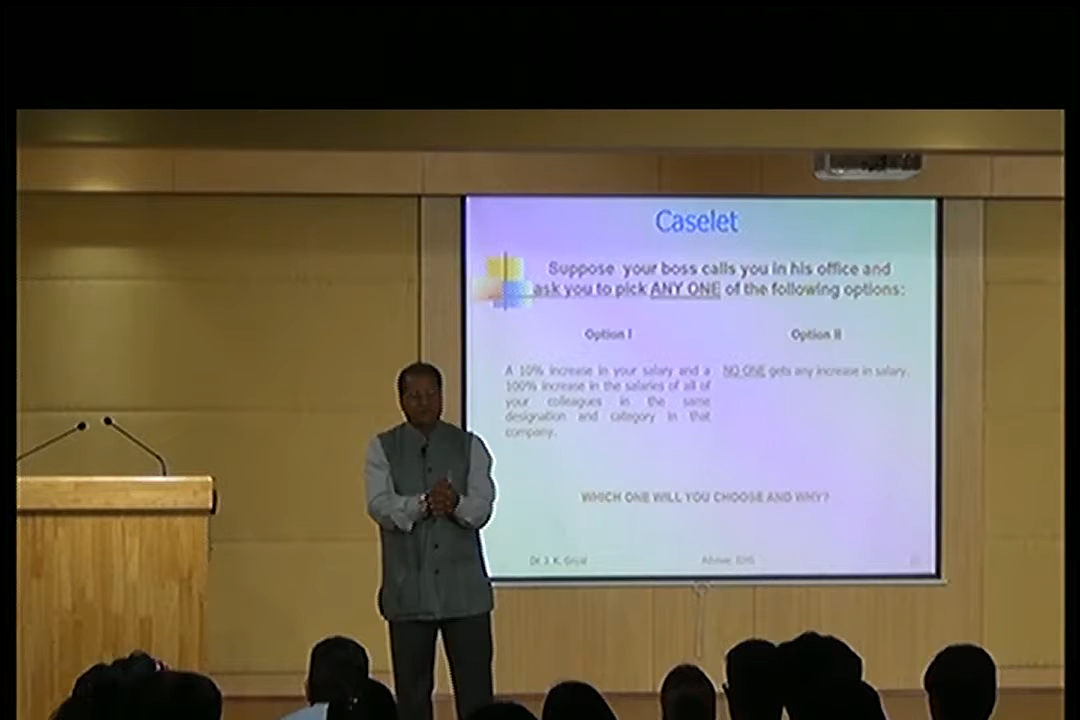 Caselet
Suppose your boss calls you in his office and
ask you to pick ANY ONE of the following options:
Option I
A 10% increase in your salary and a
100% increase in the salaries of all of
your colleagues in the same
designation and category in that
company.
Option II
NO ONE gets any increase in salary.
WHICH ONE WILL YOU CHOOSE AND WHY?
Dr. J. K.